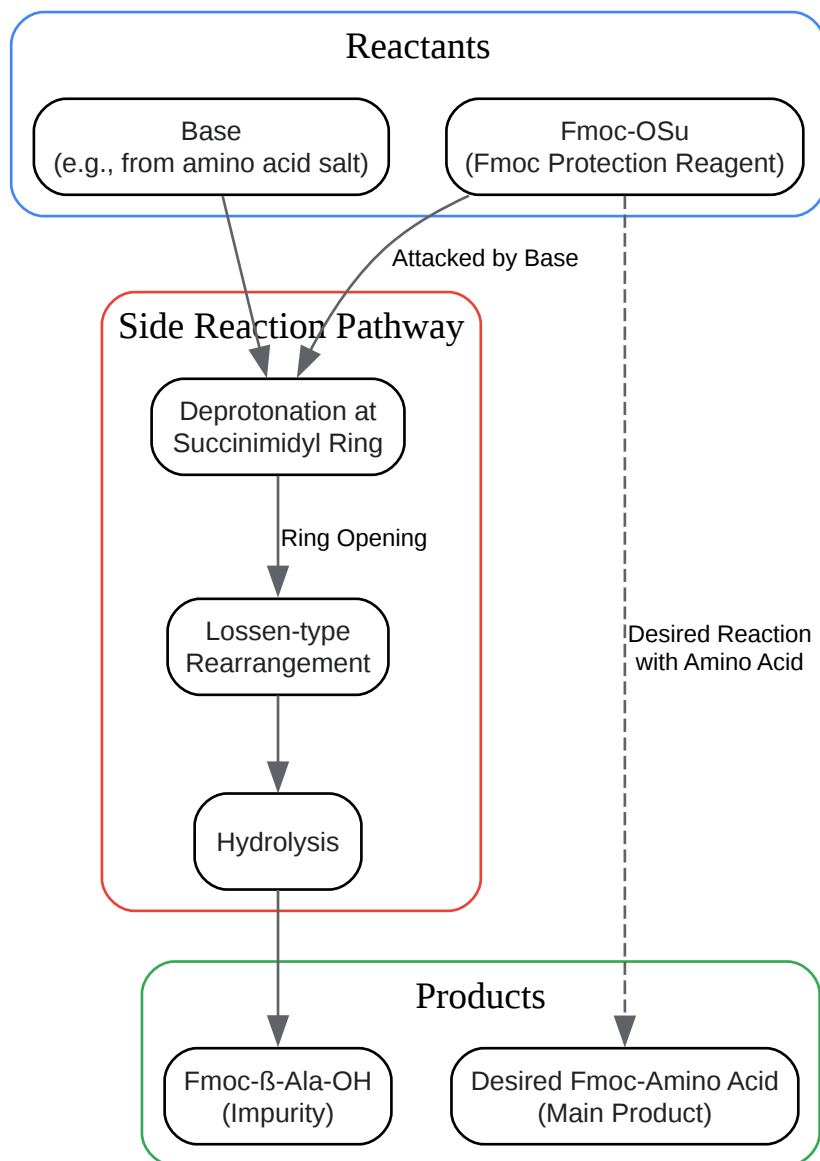 Reactants
Base
(e.g., from amino acid salt)
Fmoc-OSu
(Fmoc Protection Reagent)
Attacked by Base
Side Reaction Pathway
Deprotonation at
Succinimidyl Ring
Ring Opening
Lossen-type
Rearrangement
Desired Reaction
with Amino Acid
Hydrolysis
Products
Fmoc-ß-Ala-OH
(Impurity)
Desired Fmoc-Amino Acid
(Main Product)